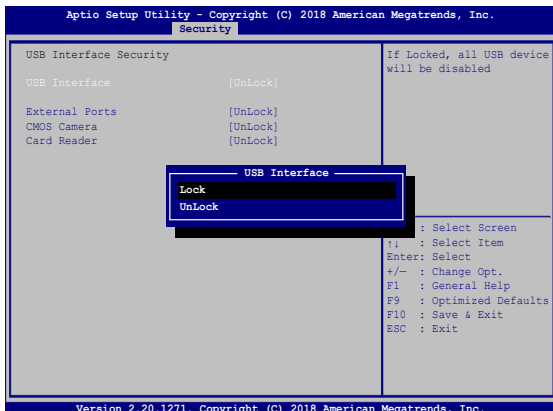 Aptio Setup Utility - Copyright (C) 2018 American Megatrends, Inc.
Security
USB Interface Security
USB Interface [UnLock]
External Ports [UnLock]
CMOS Camera [UnLock]
Card Reader [UnLock]
If Locked, all USB device
will be disabled
USB Interface
Lock
UnLock
: Select Screen
↑↓ : Select Item
Enter: Select
+/— : Change Opt.
F1 : General Help
F9 : Optimized Defaults
F10 : Save & Exit
ESC : Exit
Version 2.20.1271. Copyright (C) 2018 American Megatrends, Inc.